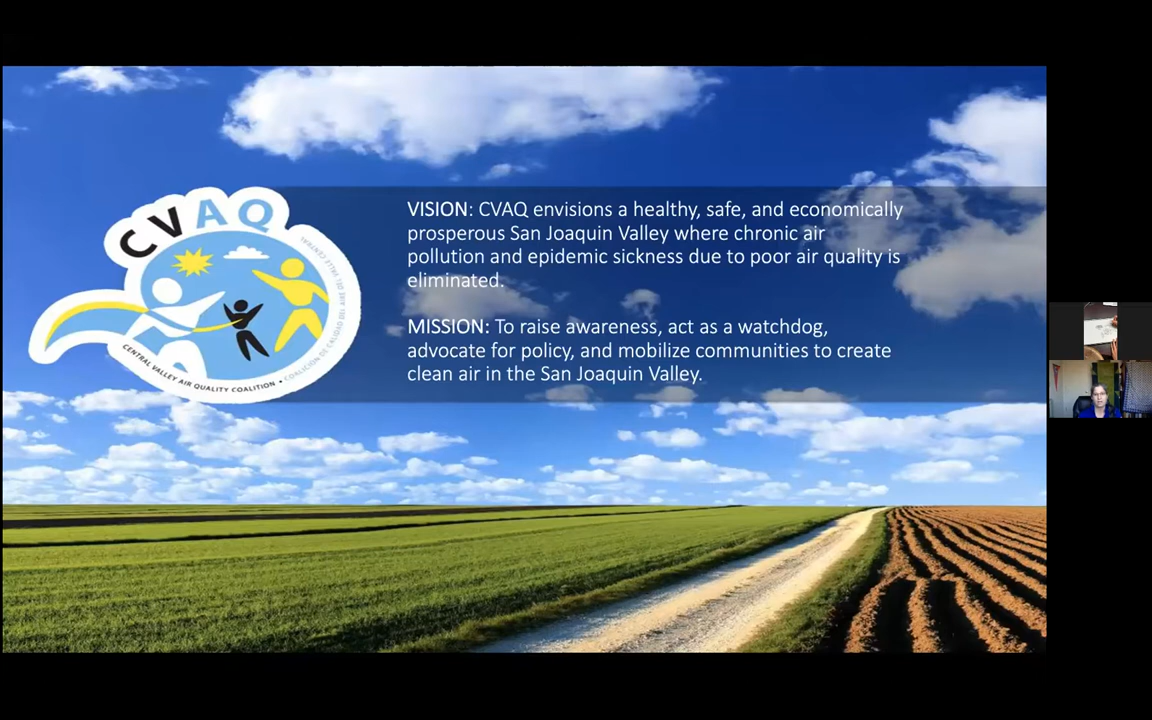 CVAQ
CENTRAL VALLEY AIR QUALITY COALITION •
COALICIÓN DE CALIDAD DEL AIRE DEL VALLE CENTRAL
VISION: CVAQ envisions a healthy, safe, and economically
prosperous San Joaquin Valley where chronic air
pollution and epidemic sickness due to poor air quality is
eliminated.
MISSION: To raise awareness, act as a watchdog,
advocate for policy, and mobilize communities to create
clean air in the San Joaquin Valley.